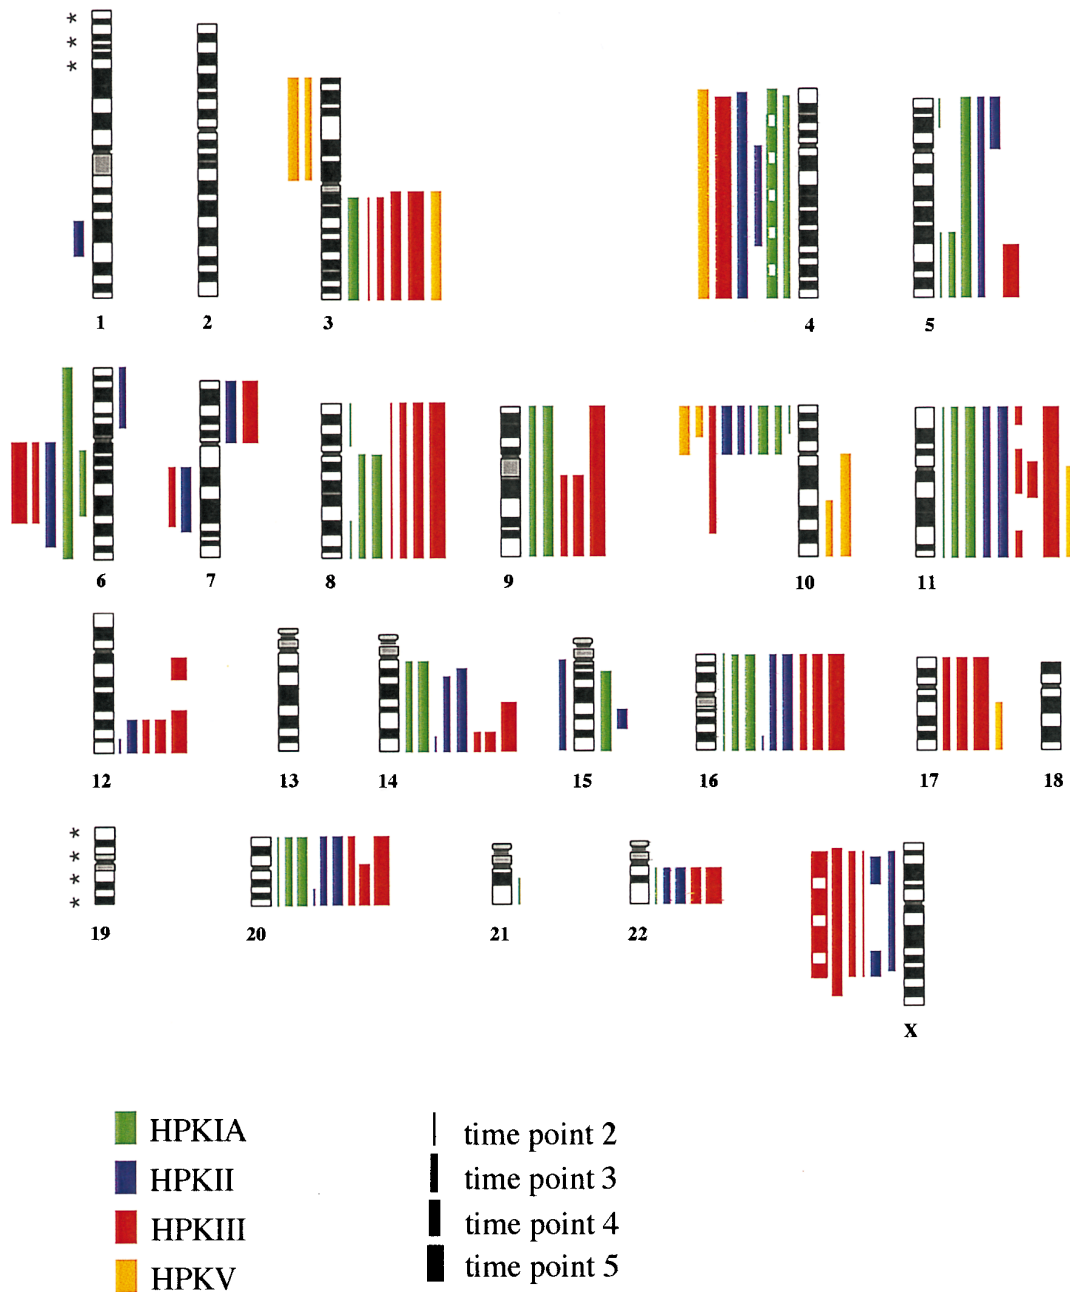 *
*
*
1 2 3 4 5
6 7 8 9 10 11
12 13 14 15 16 17 18
*
*
*
*
19 20 21 22
X
HPKIA time point 2
HPKII time point 3
HPKIII time point 4
HPKV time point 5